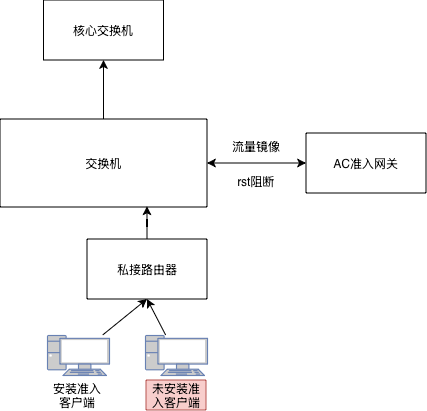 核心交换机
交换机
流量镜像
rst阻断
AC准入网关
私接路由器
安装准入
客户端
未安装准
入客户端